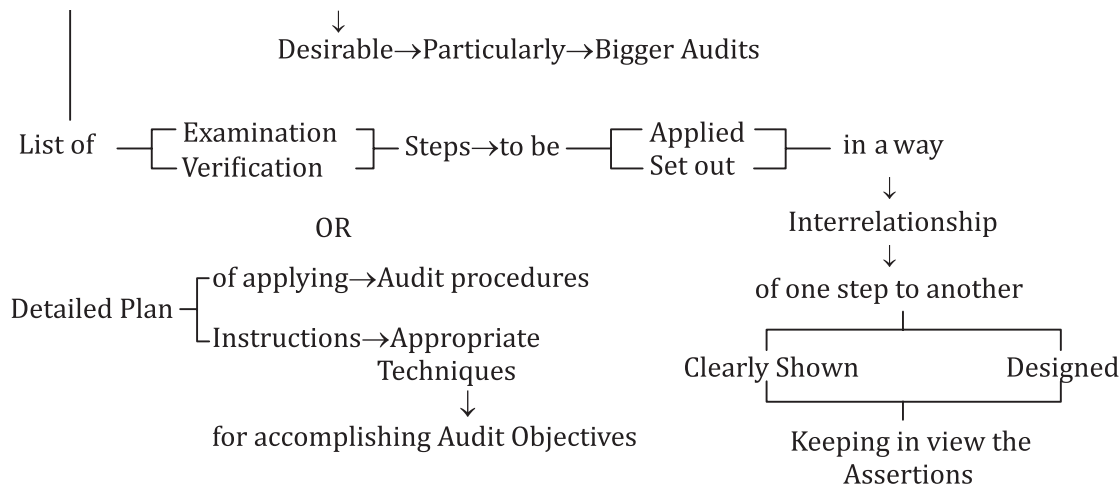 ↓
Desirable→Particularly→Bigger Audits
List of Examination Verification Steps→to be Applied Set out in a way
↓
Interrelationship
↓
of one step to another
Clearly Shown Designed
Keeping in view the
Assertions
OR
Detailed Plan
of applying→Audit procedures
Instructions→Appropriate
Techniques
↓
for accomplishing Audit Objectives